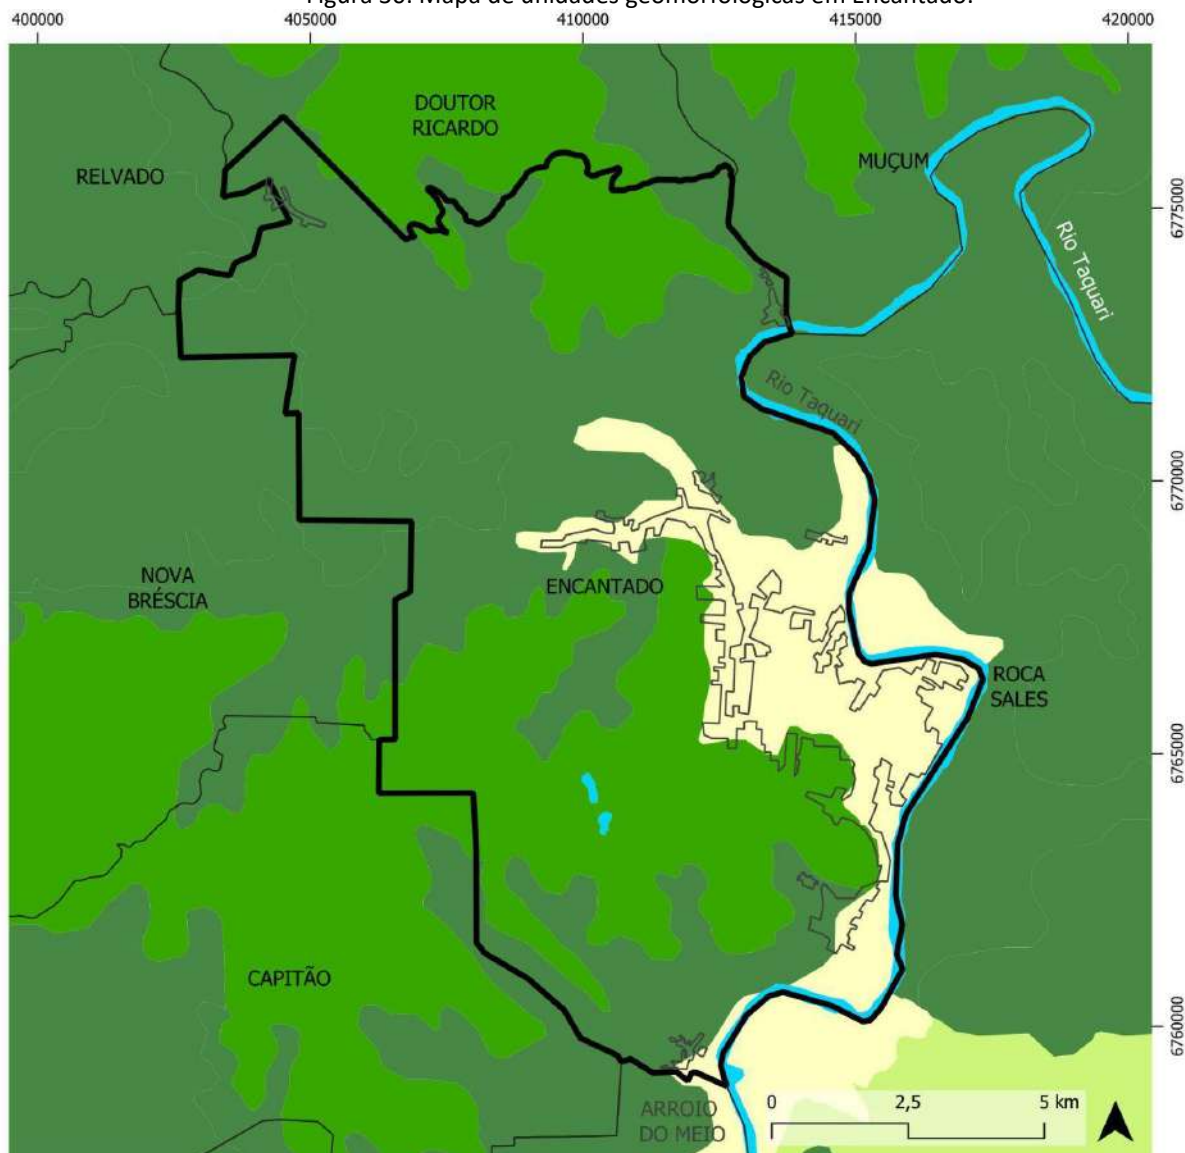 Figura 30. Mapa de unidades geomorfológicas em Encantado.
400000 405000 410000 415000 420000
DOUTOR
RICARDO
RELVADO
MUÇUM
6775000
Rio Taquari
Rio Taquari
6770000
NOVA
BRÉSCIA
ENCANTADO
ROCA
SALES
6765000
CAPITÃO
6760000
ARROIO
DO MEIO
0 2,5 5 km